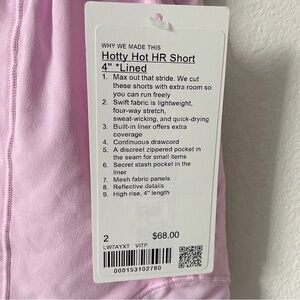 WHY WE MADE THIS
Hotty Hot HR Short
4" *Lined
1. Max out that stride. We cut
these shorts with extra room so
you can run freely
2. Swift fabric is lightweight,
four-way stretch,
sweat-wicking, and quick-drying
3. Built-in liner offers extra
coverage
4. Continuous drawcord
5. A discreet zippered pocket in
the seam for small items
6. Secret stash pocket in the
liner
7. Mesh fabric panels
8. Reflective details
9. High rise, 4" length
2 $68.00
LW7AYXT VITP
000153102780